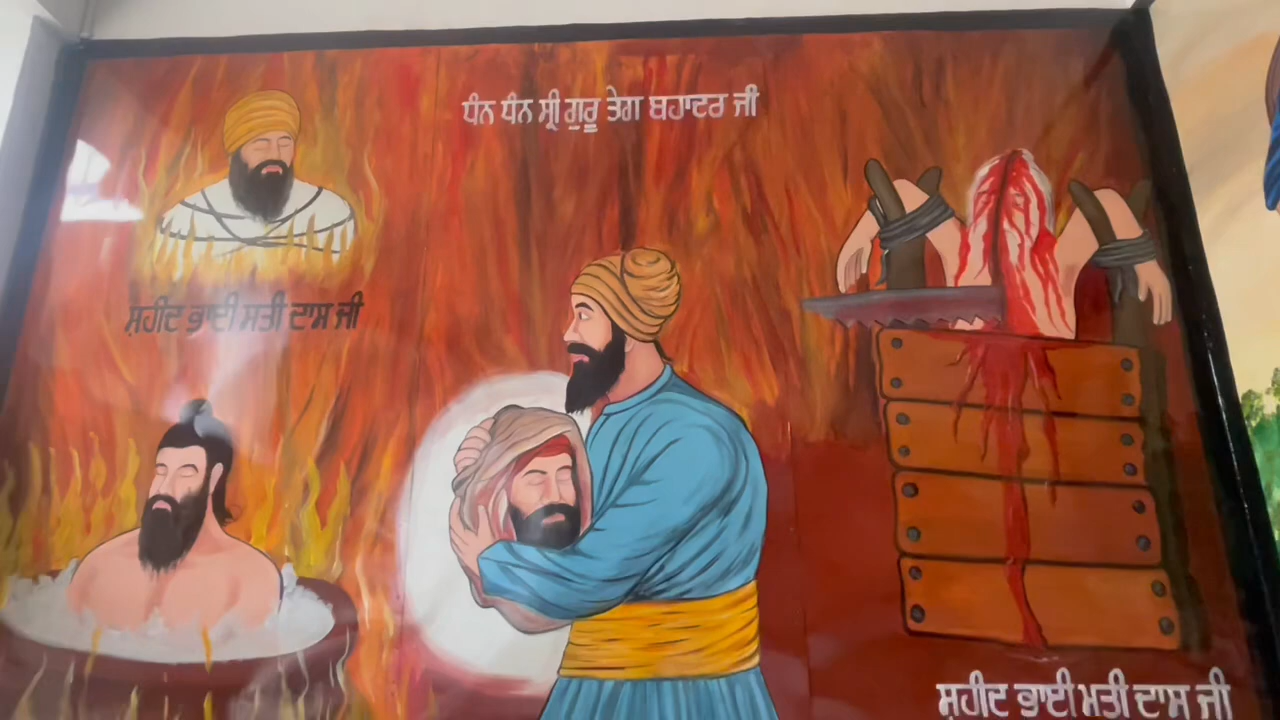 ਧੰਨ ਧੰਨ ਸ੍ਰੀ ਗੁਰੂ ਤੇਗ ਬਹਾਦਰ ਜੀ
ਸ਼ਹੀਦ ਭਾਈ ਸਤੀ ਦਾਸ ਜੀ
ਸ਼ਹੀਦ ਭਾਈ ਮਤੀ ਦਾਸ ਜੀ